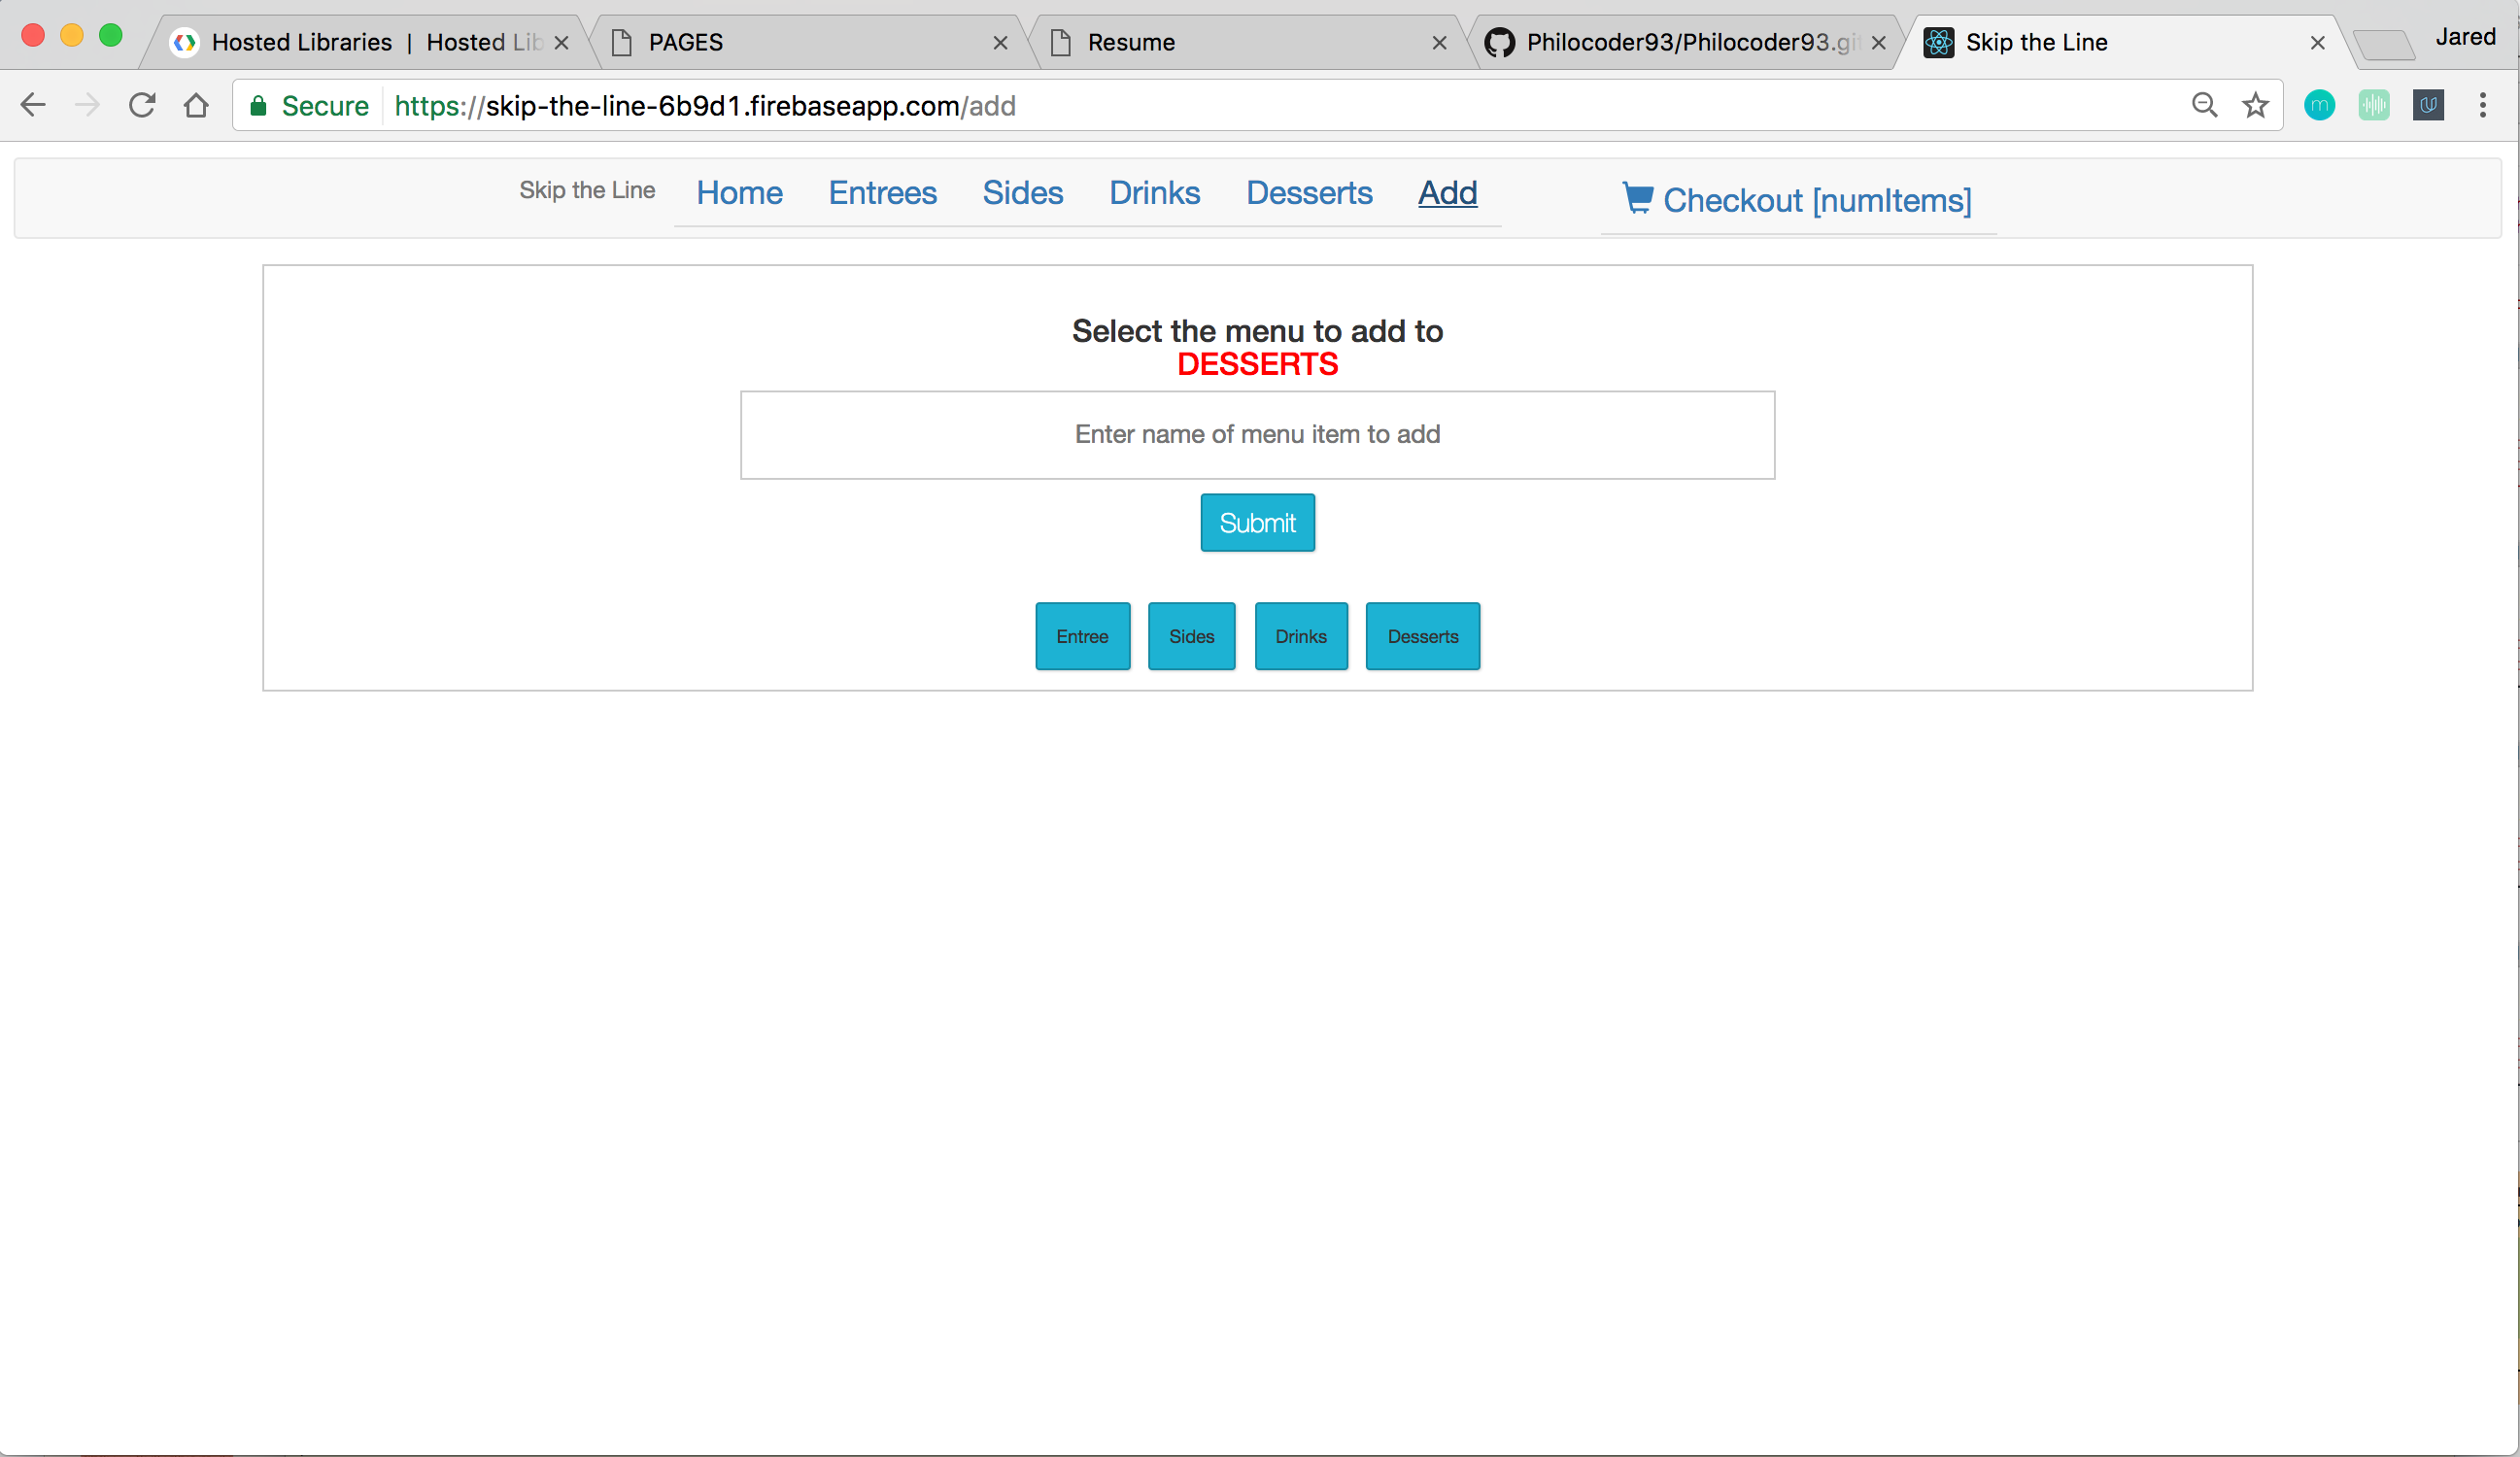 Hosted Libraries | Hosted Lib
PAGES
Resume
Philocoder93/Philocoder93.git
Skip the Line
Jared
Secure
https://skip-the-line-6b9d1.firebaseapp.com/add
m
Skip the Line Home Entrees Sides Drinks Desserts Add Checkout [numItems]
Select the menu to add to
DESSERTS
Enter name of menu item to add
Submit
Entree Sides Drinks Desserts